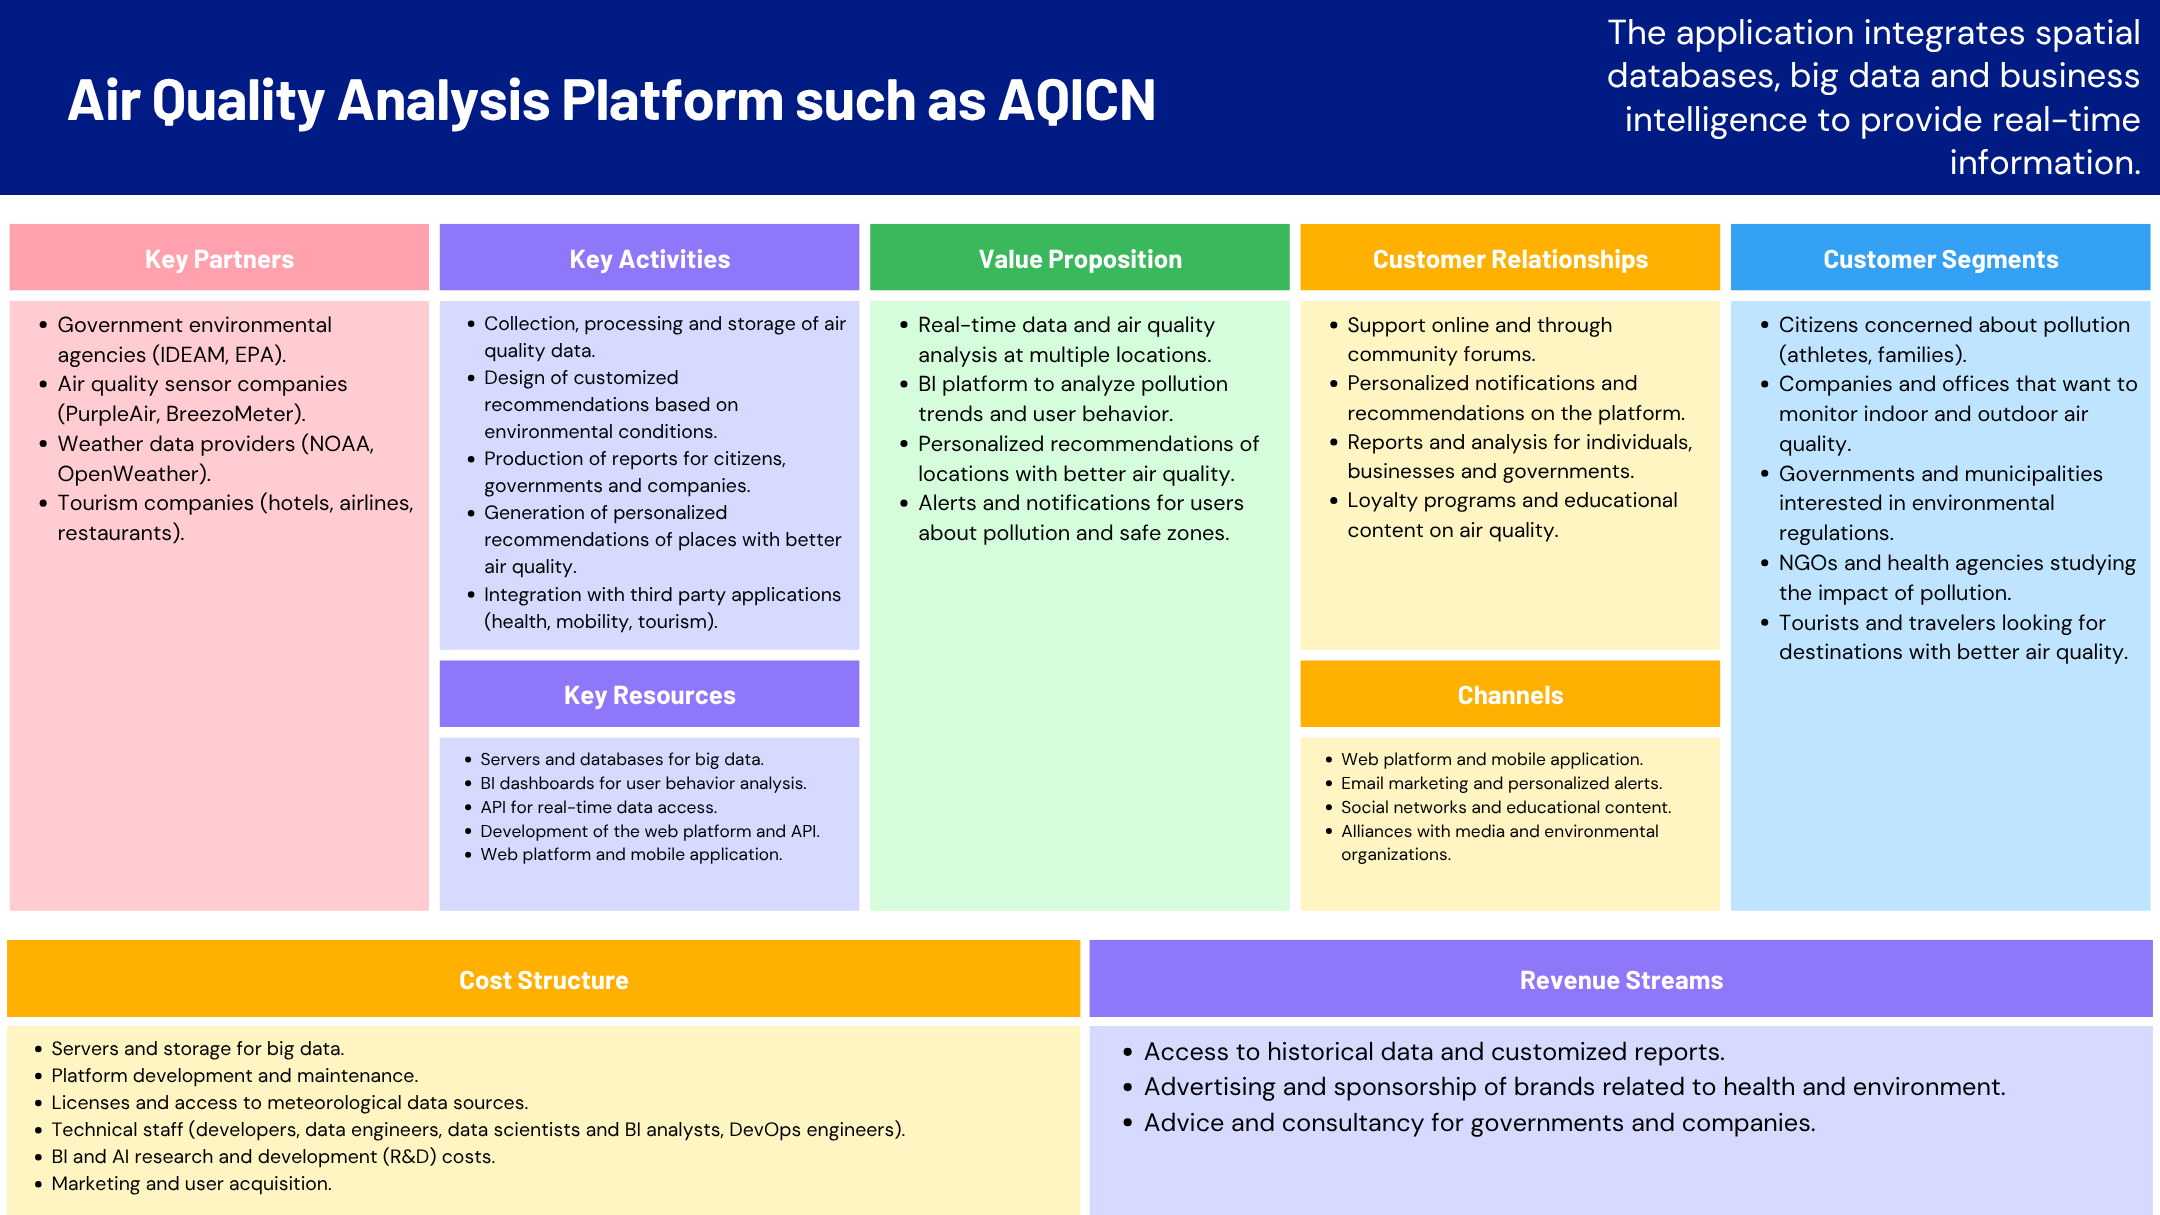 Air Quality Analysis Platform such as AQICN
The application integrates spatial
databases, big data and business
intelligence to provide real-time
information.
Key Partners
Government environmental
agencies (IDEAM, EPA).
Air quality sensor companies
(PurpleAir, BreezoMeter).
Weather data providers (NOAA,
OpenWeather).
Tourism companies (hotels, airlines,
restaurants).
Key Activities
Collection, processing and storage of air
quality data.
Design of customized
recommendations based on
environmental conditions.
Production of reports for citizens,
governments and companies.
Generation of personalized
recommendations of places with better
air quality.
Integration with third party applications
(health, mobility, tourism).
Key Resources
Servers and databases for big data.
BI dashboards for user behavior analysis.
API for real-time data access.
Development of the web platform and API.
Web platform and mobile application.
Value Proposition
Real-time data and air quality
analysis at multiple locations.
BI platform to analyze pollution
trends and user behavior.
Personalized recommendations of
locations with better air quality.
Alerts and notifications for users
about pollution and safe zones.
Customer Relationships
Support online and through
community forums.
Personalized notifications and
recommendations on the platform.
Reports and analysis for individuals,
businesses and governments.
Loyalty programs and educational
content on air quality.
Channels
Web platform and mobile application.
Email marketing and personalized alerts.
Social networks and educational content.
Alliances with media and environmental
organizations.
Customer Segments
Citizens concerned about pollution
(athletes, families).
Companies and offices that want to
monitor indoor and outdoor air
quality.
Governments and municipalities
interested in environmental
regulations.
NGOs and health agencies studying
the impact of pollution.
Tourists and travelers looking for
destinations with better air quality.
Cost Structure
Servers and storage for big data.
Platform development and maintenance.
Licenses and access to meteorological data sources.
Technical staff (developers, data engineers, data scientists and BI analysts, DevOps engineers).
BI and AI research and development (R&D) costs.
Marketing and user acquisition.
Revenue Streams
Access to historical data and customized reports.
Advertising and sponsorship of brands related to health and environment.
Advice and consultancy for governments and companies.